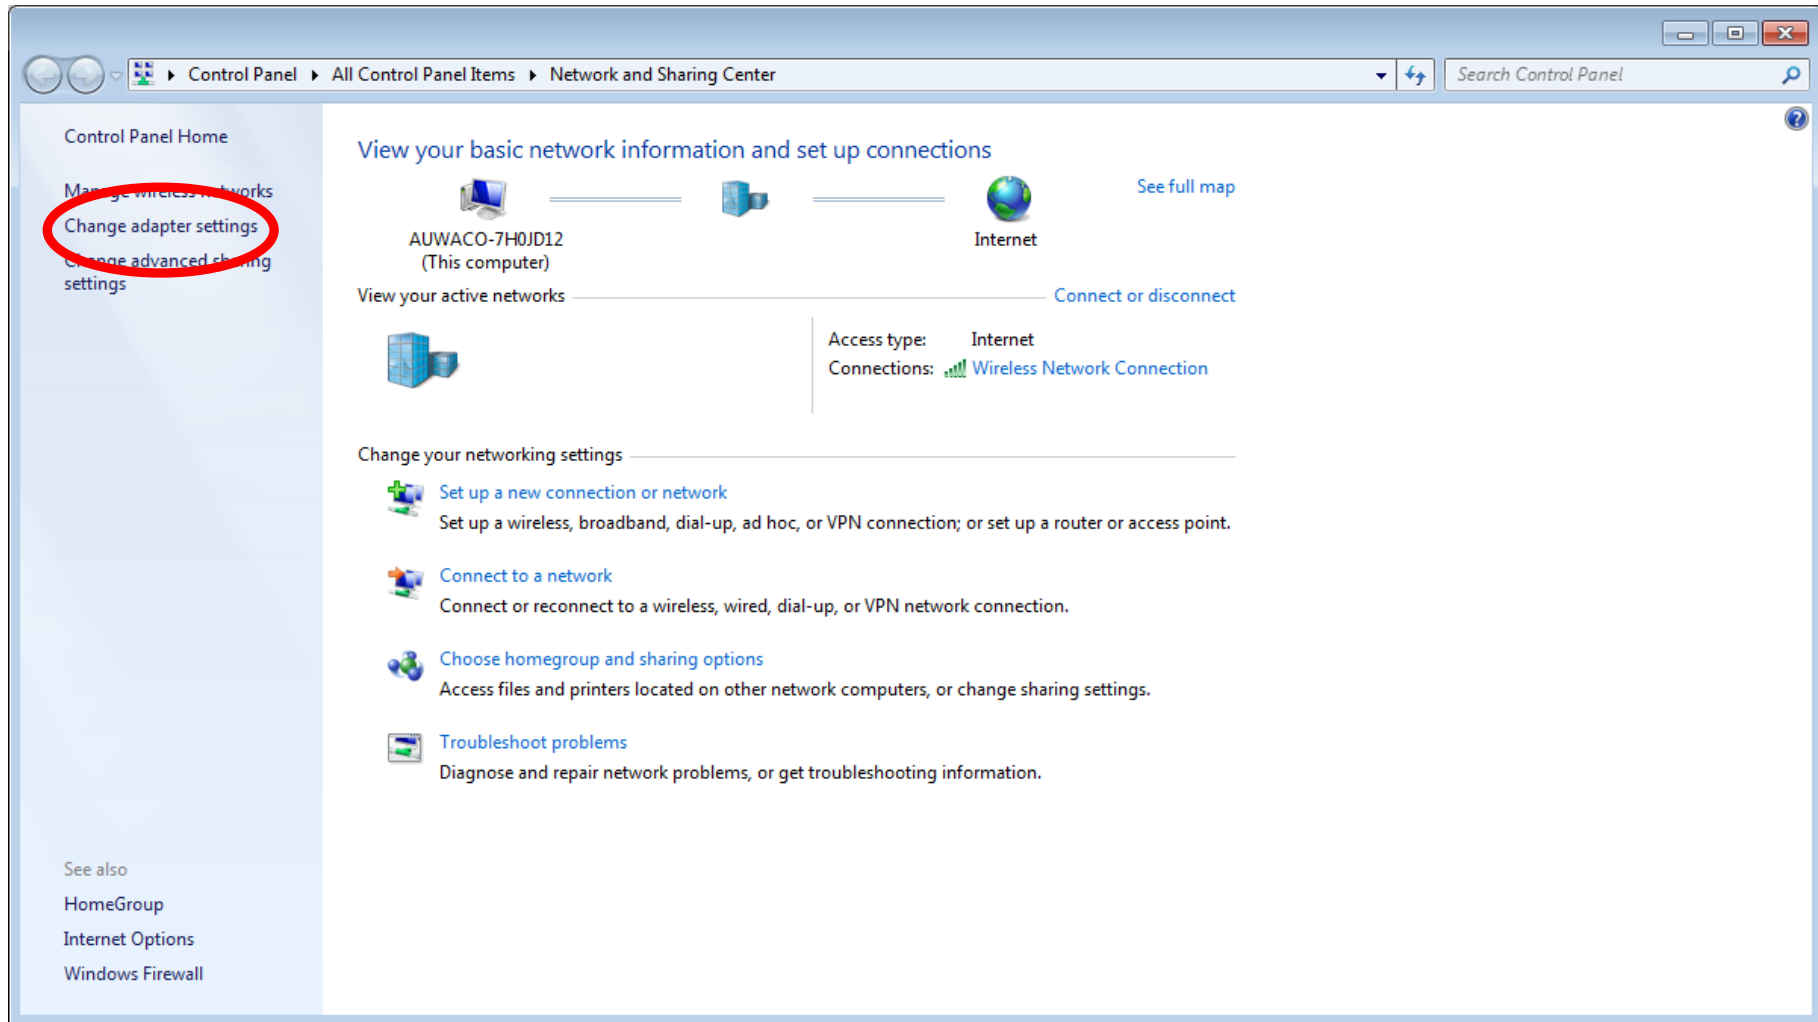 Control Panel ▸ All Control Panel Items ▸ Network and Sharing Center
Search Control Panel
Control Panel Home
Manage wireless networks
Change adapter settings
Change advanced sharing
settings
See also
HomeGroup
Internet Options
Windows Firewall
View your basic network information and set up connections
See full map
AUWACO-7H0JD12
(This computer)
Internet
View your active networks
Connect or disconnect
Access type: Internet
Connections: Wireless Network Connection
Change your networking settings
Set up a new connection or network
Set up a wireless, broadband, dial-up, ad hoc, or VPN connection; or set up a router or access point.
Connect to a network
Connect or reconnect to a wireless, wired, dial-up, or VPN network connection.
Choose homegroup and sharing options
Access files and printers located on other network computers, or change sharing settings.
Troubleshoot problems
Diagnose and repair network problems, or get troubleshooting information.